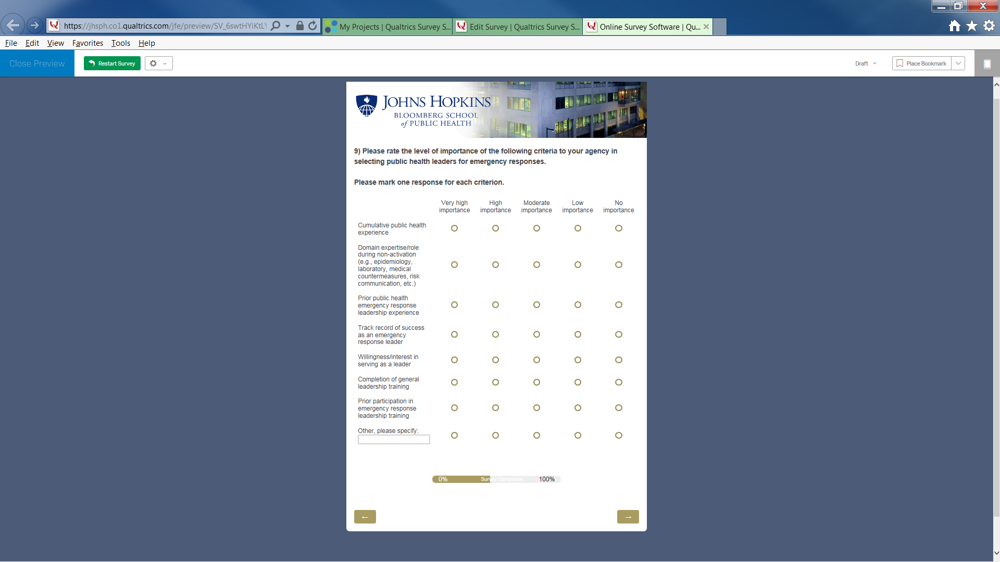 https://jhsph.co1.qualtrics.com/jfe/preview/SV_6swtHYiKtL
My Projects | Qualtrics Survey S...
Edit Survey | Qualtrics Survey S...
Online Survey Software | Qu...
File Edit View Favorites Tools Help
Close Preview
Restart Survey
Draft
Place Bookmark
JOHNS HOPKINS
BLOOMBERG SCHOOL
of PUBLIC HEALTH
9) Please rate the level of importance of the following criteria to your agency in
selecting public health leaders for emergency responses.
Please mark one response for each criterion.
Very high importance
High importance
Moderate importance
Low importance
No importance
Cumulative public health
experience
Domain expertise/role
during non-activation
(e.g., epidemiology,
laboratory, medical
countermeasures, risk
communication, etc.)
Prior public health
emergency response
leadership experience
Track record of success
as an emergency
response leader
Willingness/interest in
serving as a leader
Completion of general
leadership training
Prior participation in
emergency response
leadership training
Other, please specify:
0% Survey Completion 100%
← →